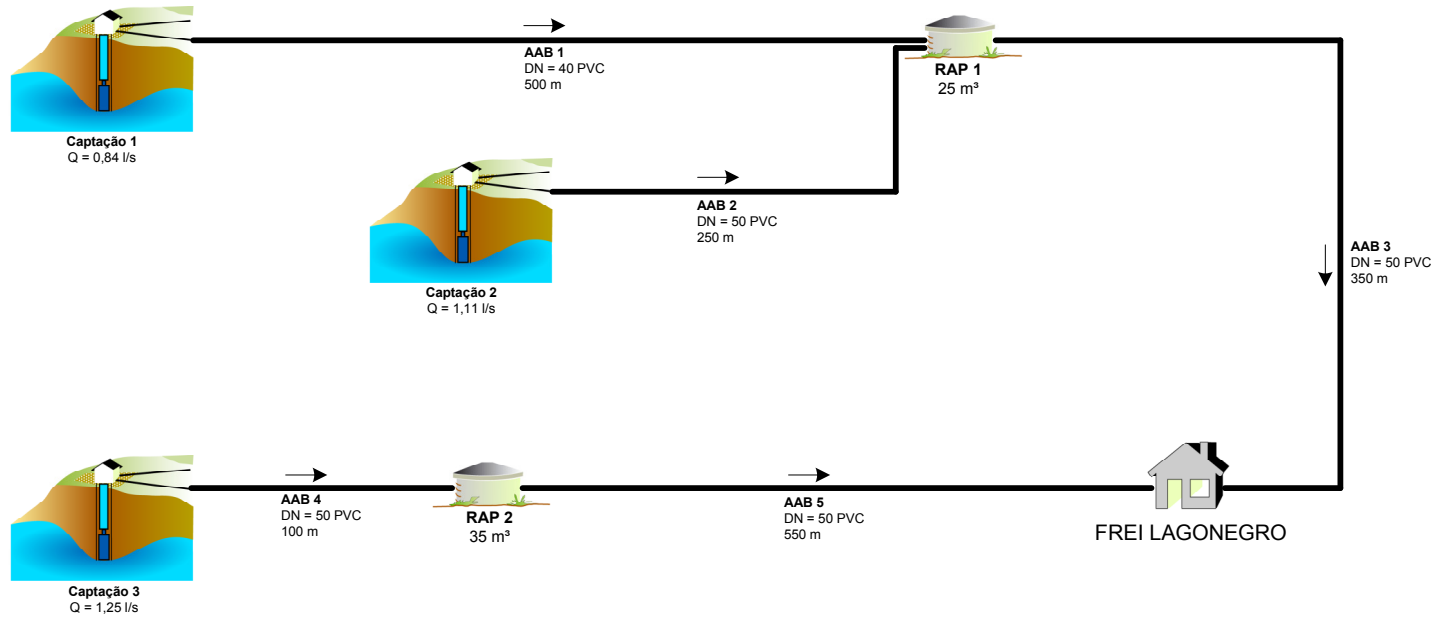 AAB 1
DN = 40 PVC
500 m
RAP 1
25 m³
Captação 1
Q = 0,84 l/s
AAB 2
DN = 50 PVC
250 m
AAB 3
DN = 50 PVC
350 m
Captação 2
Q = 1,11 l/s
AAB 4
DN = 50 PVC
100 m
RAP 2
35 m³
AAB 5
DN = 50 PVC
550 m
FREI LAGONEGRO
Captação 3
Q = 1,25 l/s